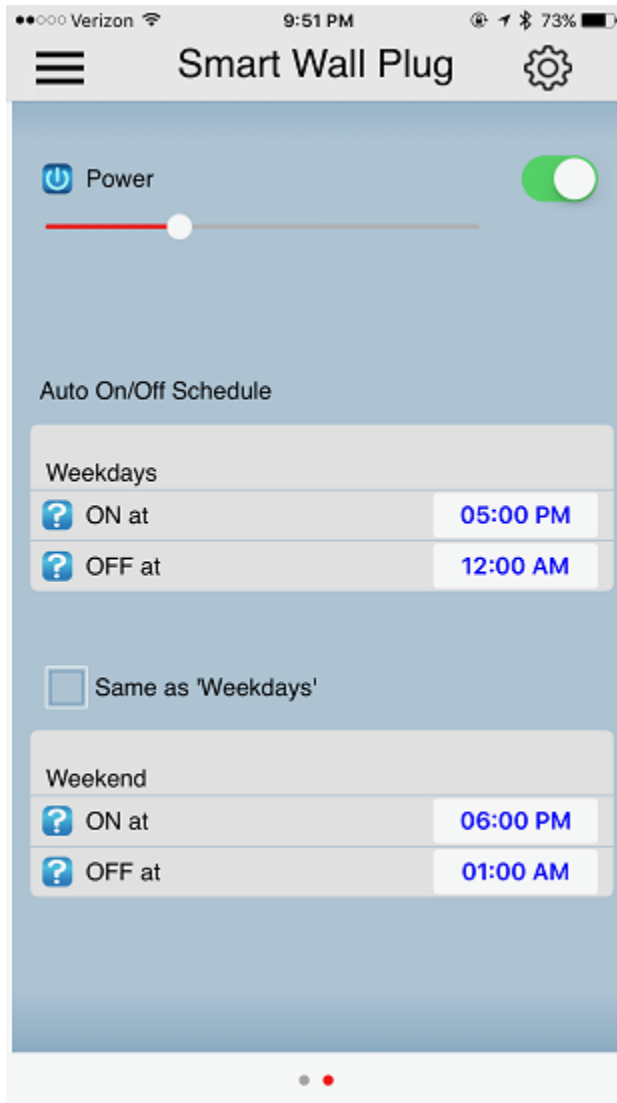 Verizon 9:51 PM 73%
Smart Wall Plug
Power
Auto On/Off Schedule
Weekdays
? ON at 05:00 PM
? OFF at 12:00 AM
Same as 'Weekdays'
Weekend
? ON at 06:00 PM
? OFF at 01:00 AM